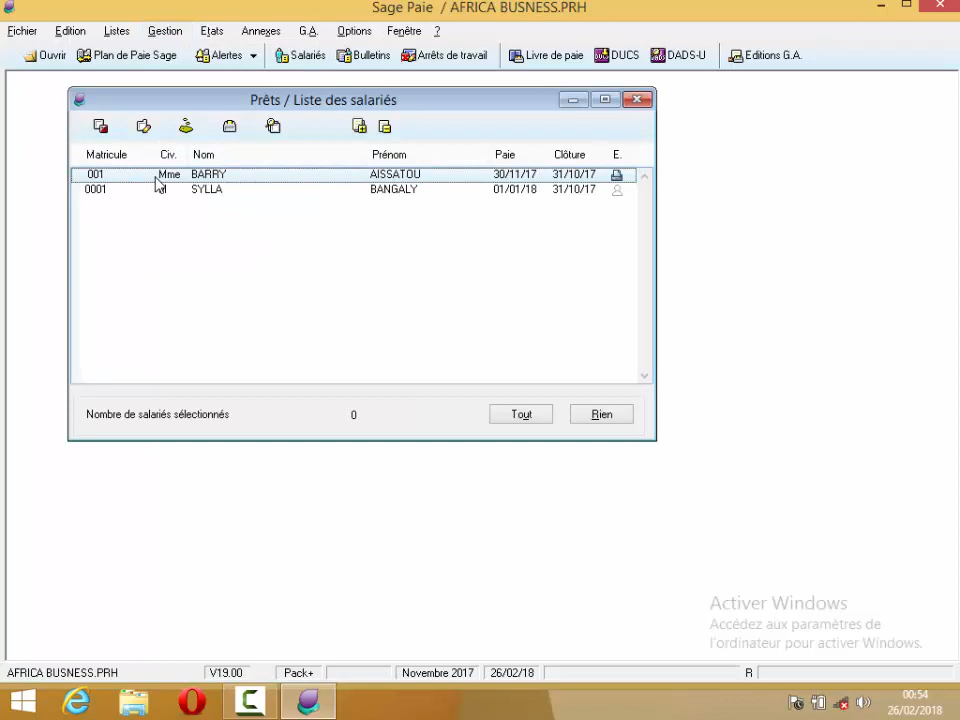 Sage Paie / AFRICA BUSNESS.PRH
Fichier Edition Listes Gestion Etats Annexes G.A. Options Fenêtre ?
Ouvrir Plan de Paie Sage Alertes Salariés Bulletins Arrêts de travail Livre de paie DUCS DADS-U Editions G.A.
Prêts / Liste des salariés
Matricule Civ. Nom Prénom Paie Clôture E.
001 Mme BARRY AISSATOU 30/11/17 31/10/17
0001 SYLLA BANGALY 01/01/18 31/10/17
Nombre de salariés sélectionnés 0 Tout Rien
Activer Windows
Accédez aux paramètres de
l'ordinateur pour activer Windows.
AFRICA BUSNESS.PRH V19.00 Pack+ Novembre 2017 26/02/18 R
00:54
26/02/2018